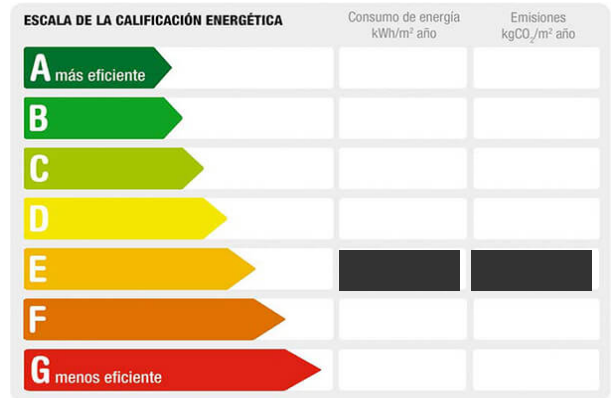 ESCALA DE LA CALIFICACIÓN ENERGÉTICA
Consumo de energía
kWh/m² año
Emisiones
kgCO₂/m² año
A más eficiente
B
C
D
E
F
G menos eficiente